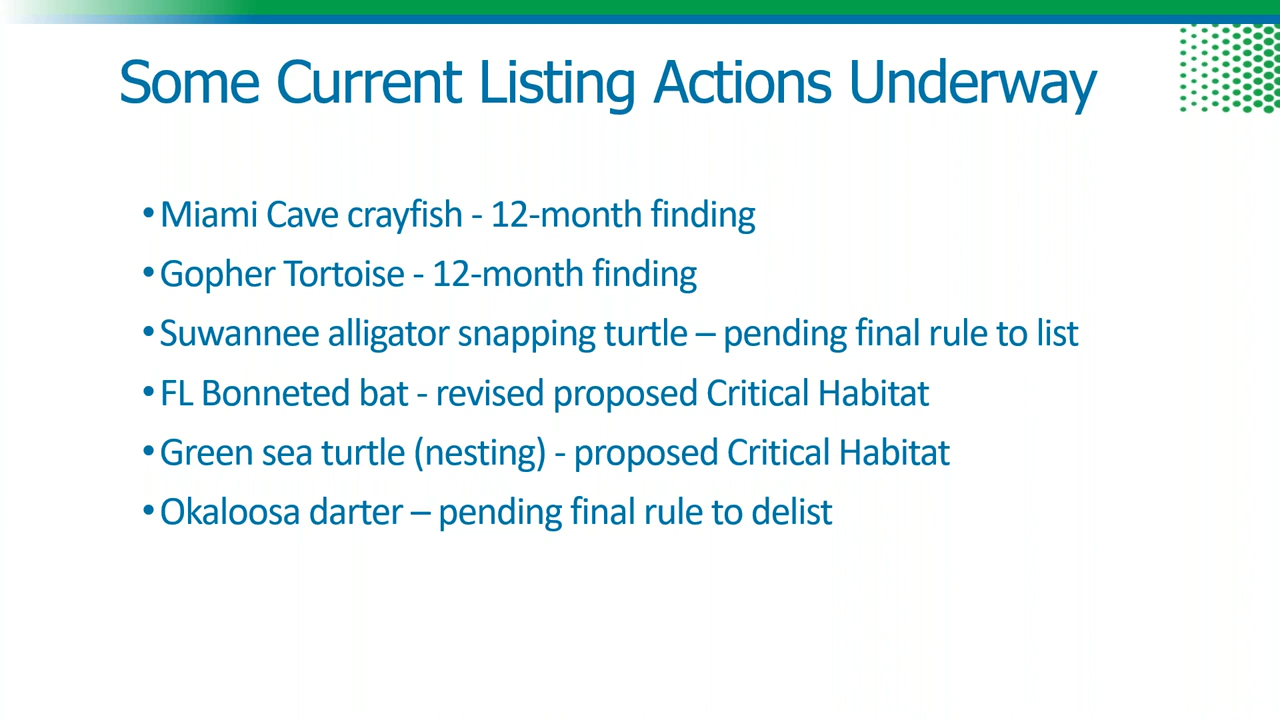 Some Current Listing Actions Underway
•Miami Cave crayfish - 12-month finding
•Gopher Tortoise - 12-month finding
•Suwannee alligator snapping turtle – pending final rule to list
•FL Bonneted bat - revised proposed Critical Habitat
•Green sea turtle (nesting) - proposed Critical Habitat
•Okaloosa darter – pending final rule to delist